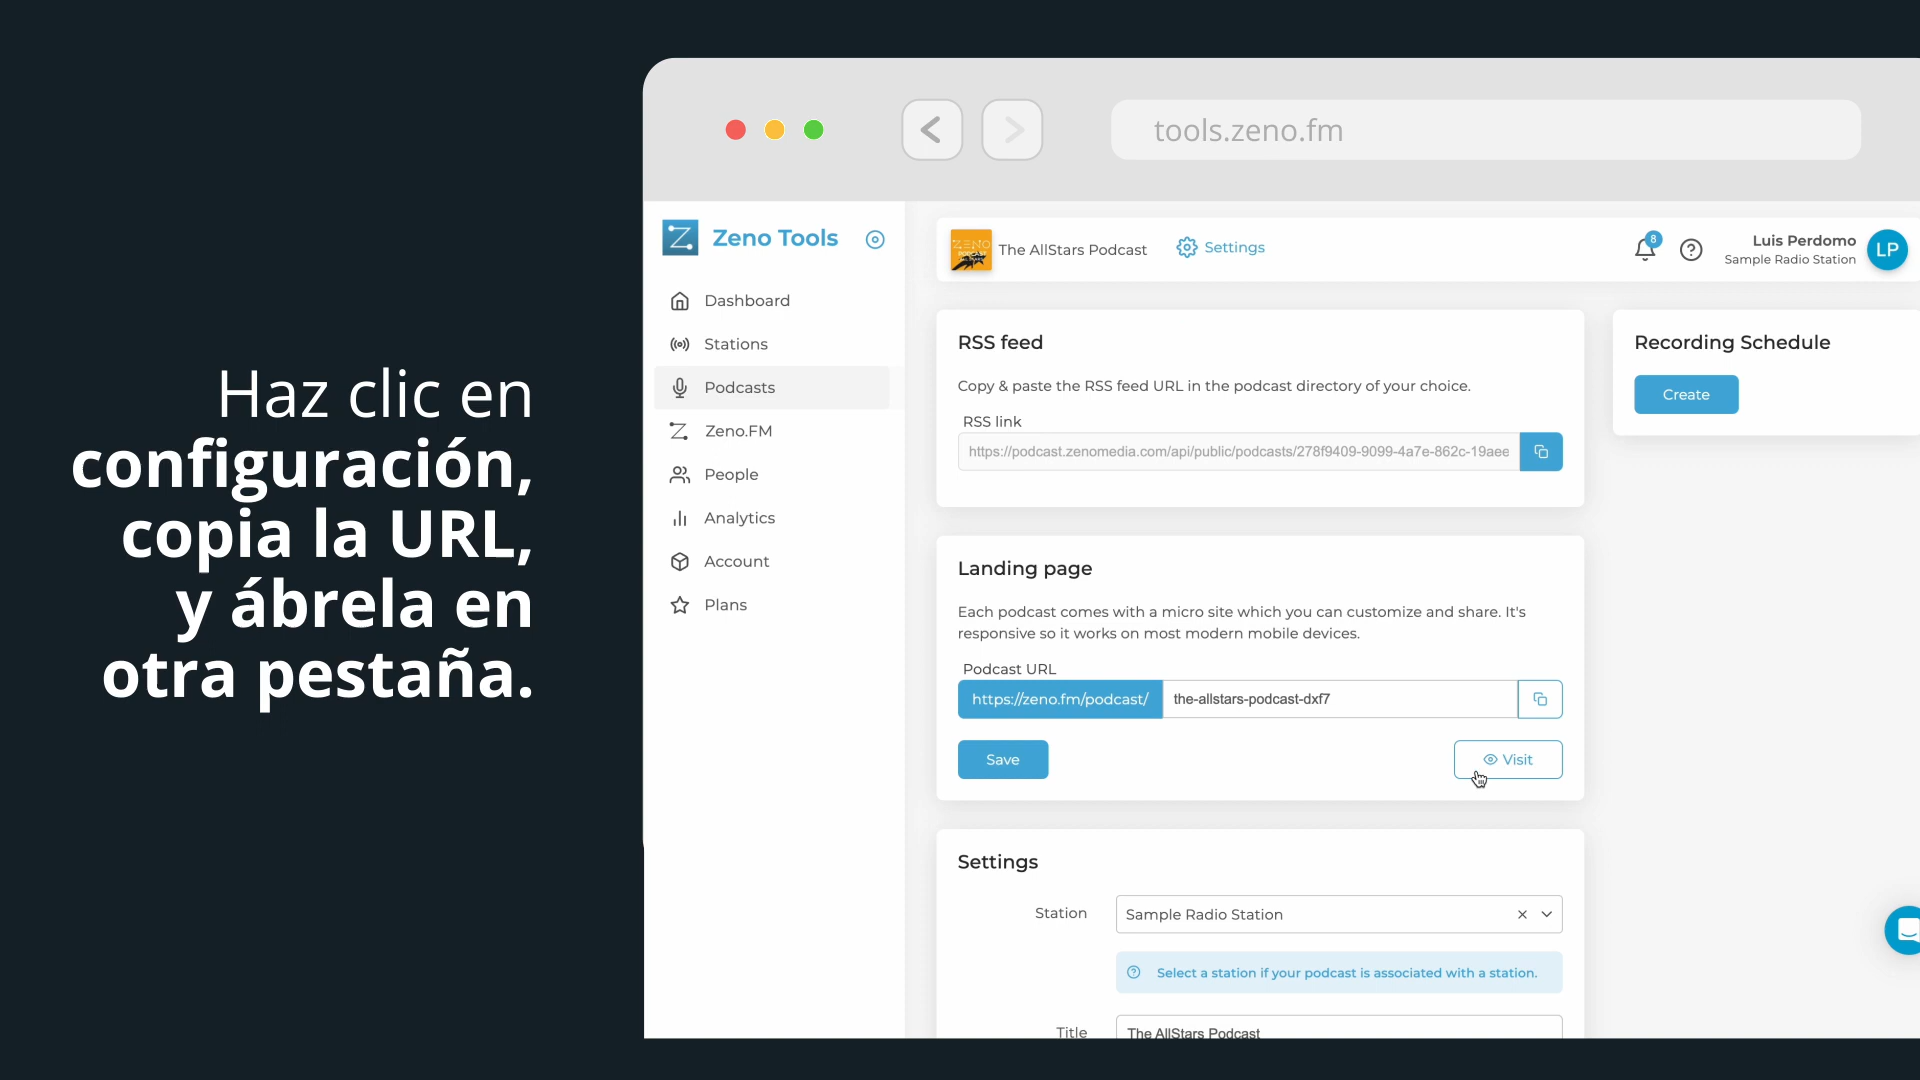 Haz clic en
configuración,
copia la URL,
y ábrela en
otra pestaña.
tools.zeno.fm
Zeno Tools
Dashboard
Stations
Podcasts
Zeno.FM
People
Analytics
Account
Plans
The AllStars Podcast
Settings
8
Luis Perdomo
Sample Radio Station
LP
RSS feed
Copy & paste the RSS feed URL in the podcast directory of your choice.
RSS link
https://podcast.zenomedia.com/api/public/podcasts/278f9409-9099-4a7e-862c-19aee
Recording Schedule
Create
Landing page
Each podcast comes with a micro site which you can customize and share. It's
responsive so it works on most modern mobile devices.
Podcast URL
https://zeno.fm/podcast/ the-allstars-podcast-dxf7
Save
Visit
Settings
Station
Sample Radio Station
Select a station if your podcast is associated with a station.
Title
The AllStars Podcast